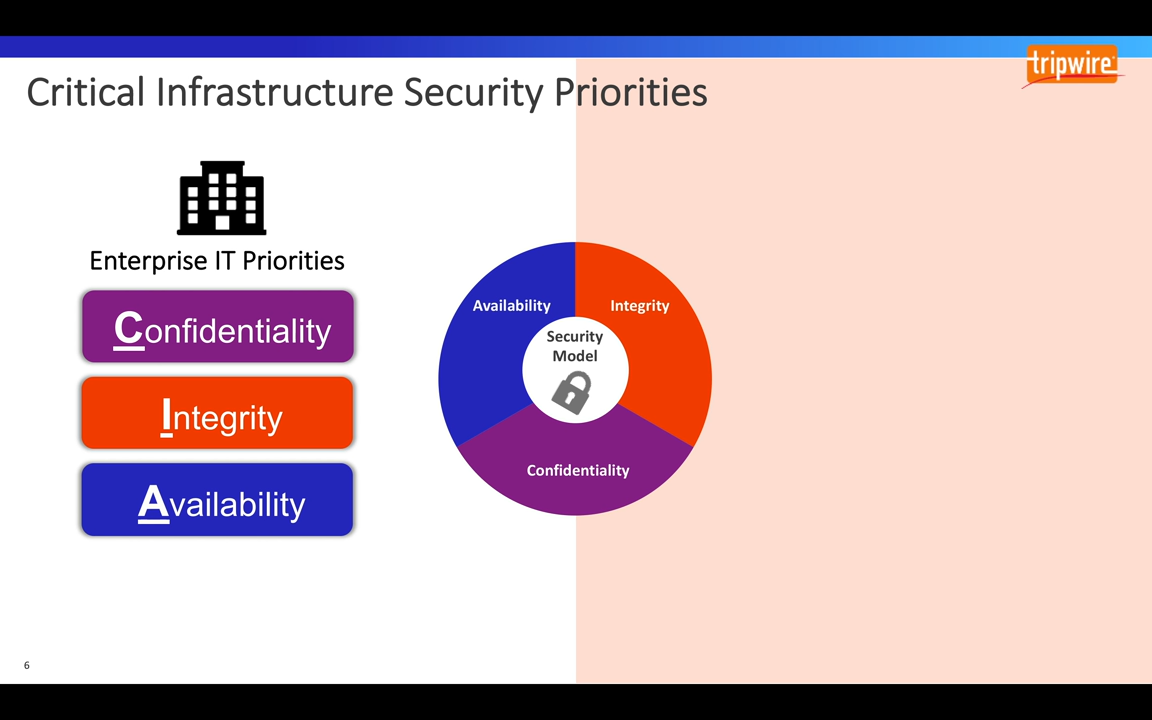 tripwire
Critical Infrastructure Security Priorities
Enterprise IT Priorities
Confidentiality
Integrity
Availability
Availability
Integrity
Security
Model
Confidentiality
6